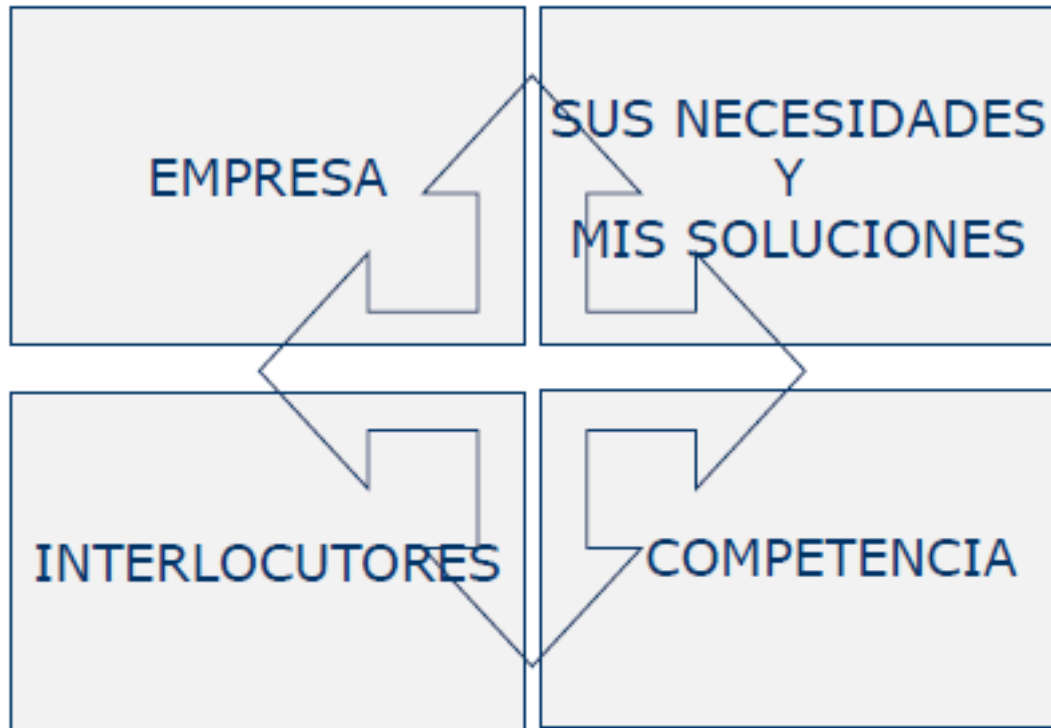 EMPRESA
SUS NECESIDADES
Y
MIS SOLUCIONES
INTERLOCUTORES
COMPETENCIA